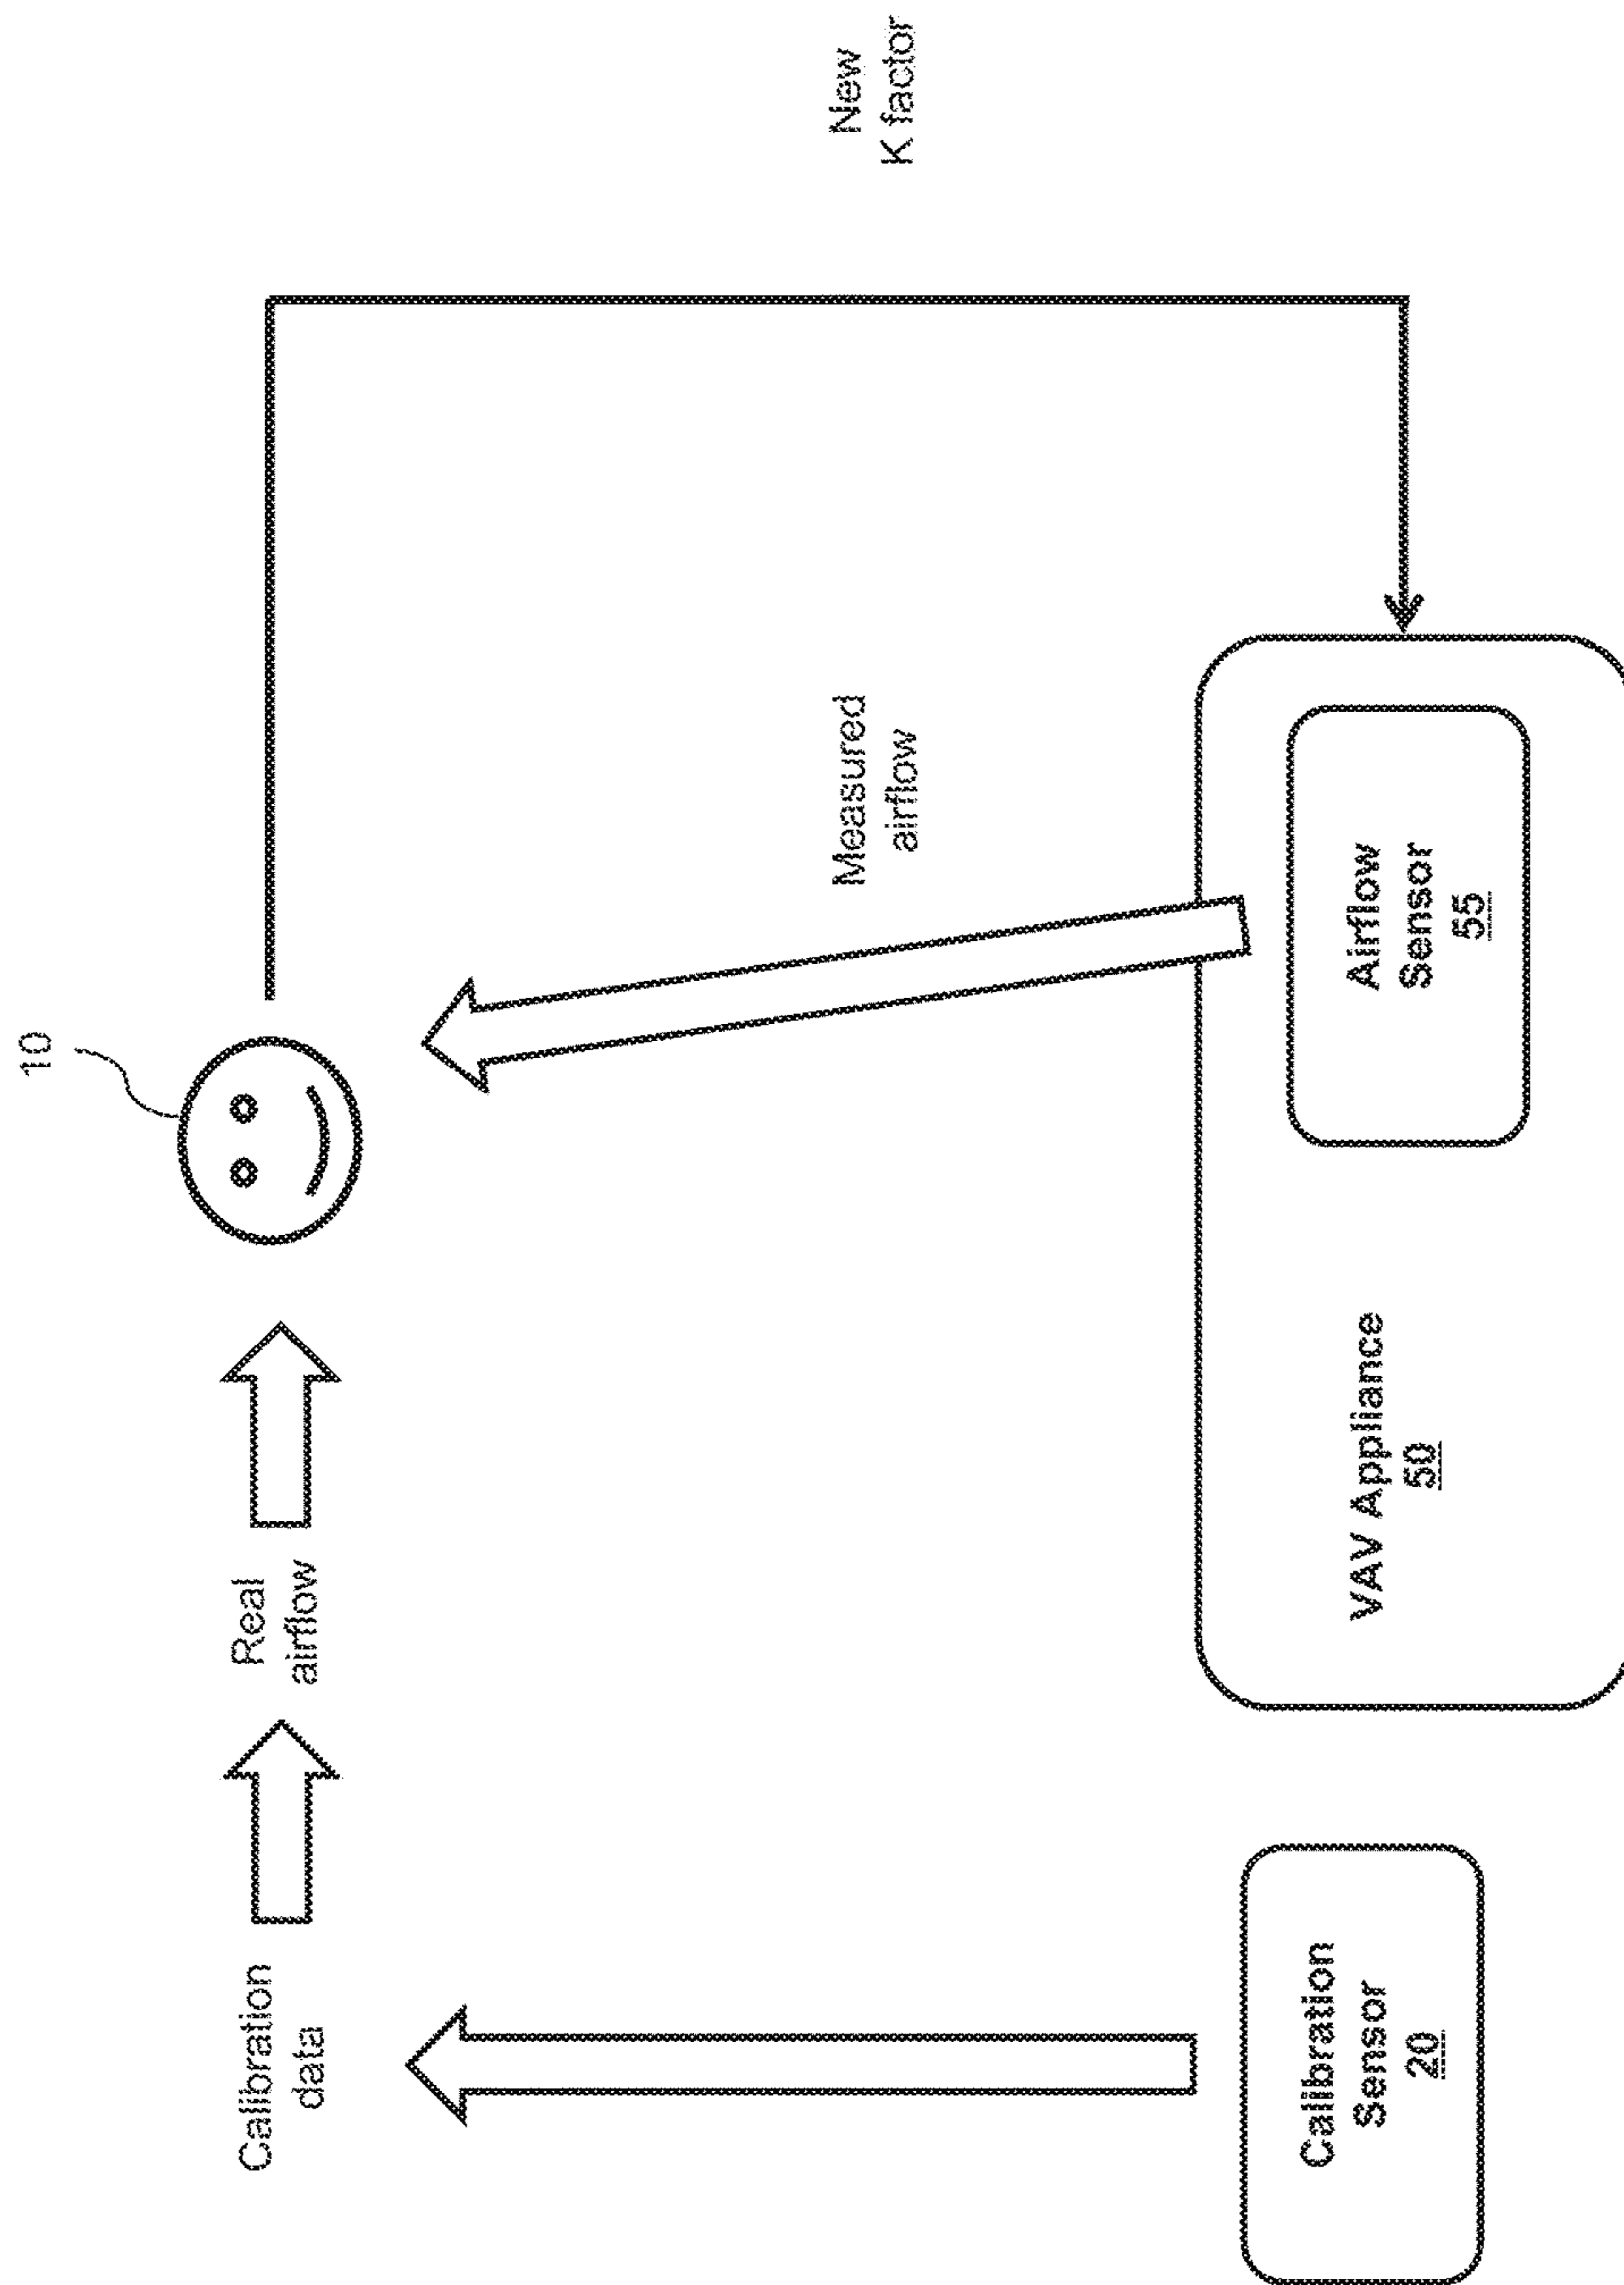 10
Calibration
data
Real
airflow
Measured
airflow
New
K factor
Calibration
Sensor
20
VAV Appliance
50
Airflow
Sensor
55